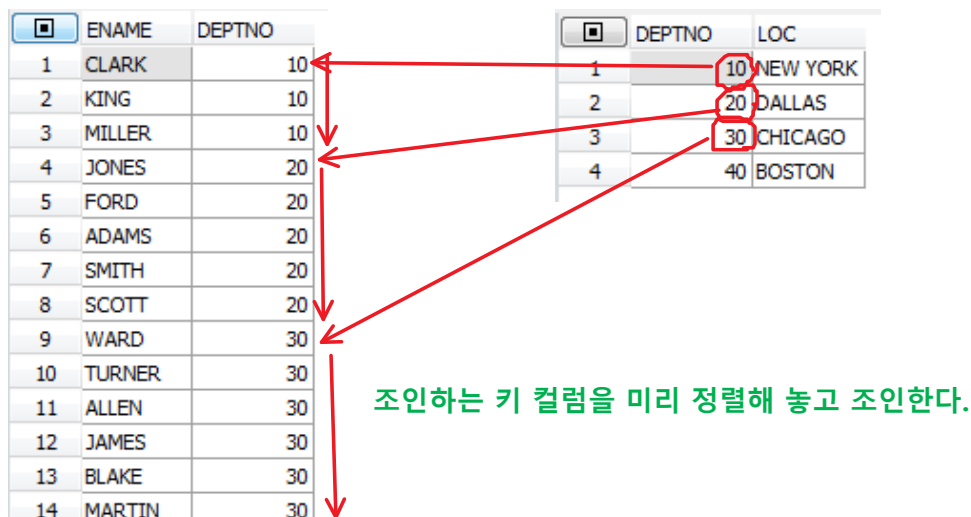 ENAME DEPTNO
1 CLARK 10
2 KING 10
3 MILLER 10
4 JONES 20
5 FORD 20
6 ADAMS 20
7 SMITH 20
8 SCOTT 20
9 WARD 30
10 TURNER 30
11 ALLEN 30
12 JAMES 30
13 BLAKE 30
14 MARTIN 30
DEPTNO LOC
1 10 NEW YORK
2 20 DALLAS
3 30 CHICAGO
4 40 BOSTON
조인하는 키 컬럼을 미리 정렬해 놓고 조인한다.